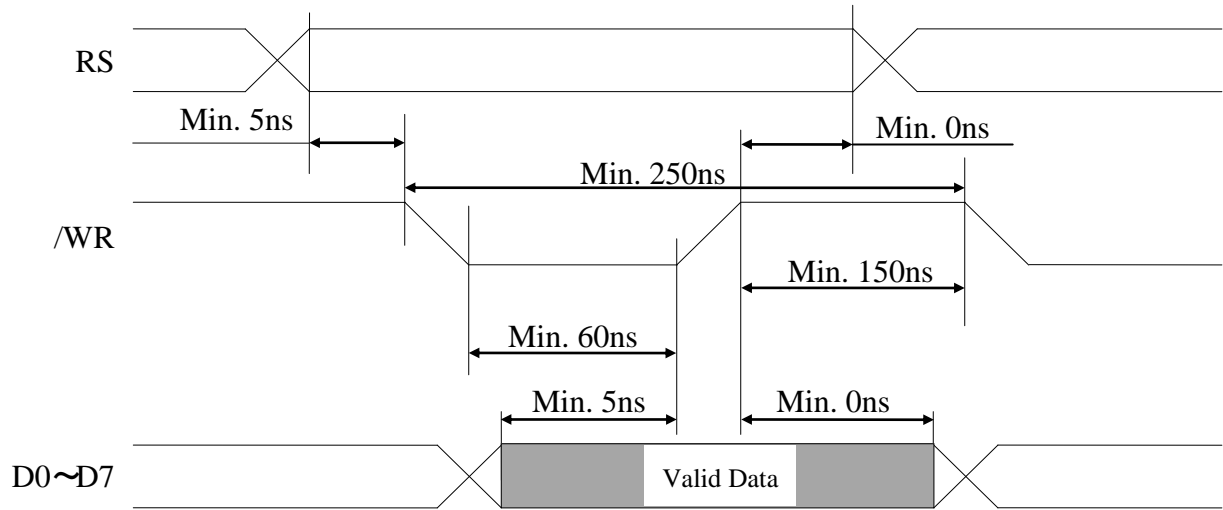 RS
Min. 5ns
Min. 0ns
Min. 250ns
/WR
Min. 150ns
Min. 60ns
Min. 5ns
Min. 0ns
D0～D7
Valid Data